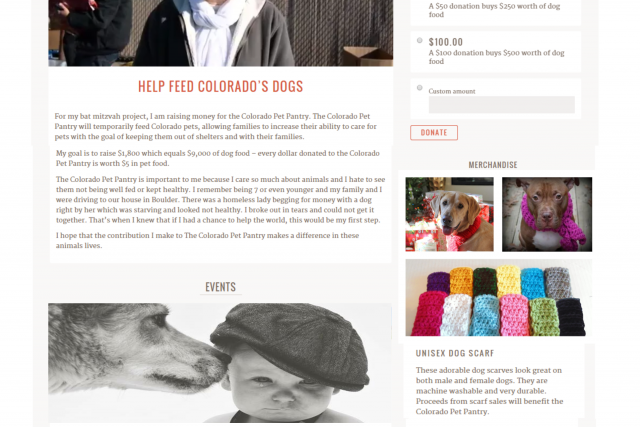 HELP FEED COLORADO'S DOGS
For my bat mitzvah project, I am raising money for the Colorado Pet Pantry. The Colorado Pet
Pantry will temporarily feed Colorado pets, allowing families to increase their ability to care for
pets with the goal of keeping them out of shelters and with their families.
My goal is to raise $1,800 which equals $9,000 of dog food – every dollar donated to the Colorado
Pet Pantry is worth $5 in pet food.
The Colorado Pet Pantry is important to me because I care so much about animals and I hate to see
them not being well fed or kept healthy. I remember being 7 or even younger and my family and I
were driving to our house in Boulder. There was a homeless lady begging for money with a dog
right by her which was starving and looked not healthy. I broke out in tears and could not get it
together. That's when I knew that if I had a chance to help the world, this would be my first step.
I hope that the contribution I make to The Colorado Pet Pantry makes a difference in these
animals lives.
EVENTS
A $50 donation buys $250 worth of dog
food
$100.00
A $100 donation buys $500 worth of dog
food
Custom amount
DONATE
MERCHANDISE
UNISEX DOG SCARF
These adorable dog scarves look great on
both male and female dogs. They are
machine washable and very durable.
Proceeds from scarf sales will benefit the
Colorado Pet Pantry.